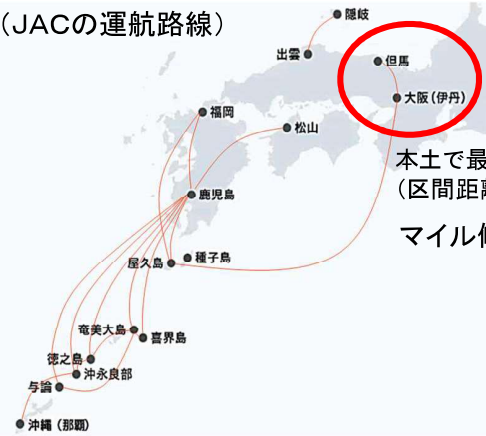 (JACの運航路線)
隠岐
出雲
但馬
大阪(伊丹)
福岡
松山
本土で最
(区間距離
マイル
鹿児島
種子島
屋久島
奄美大島
喜界島
徳之島
沖永良部
与論
沖縄(那覇)